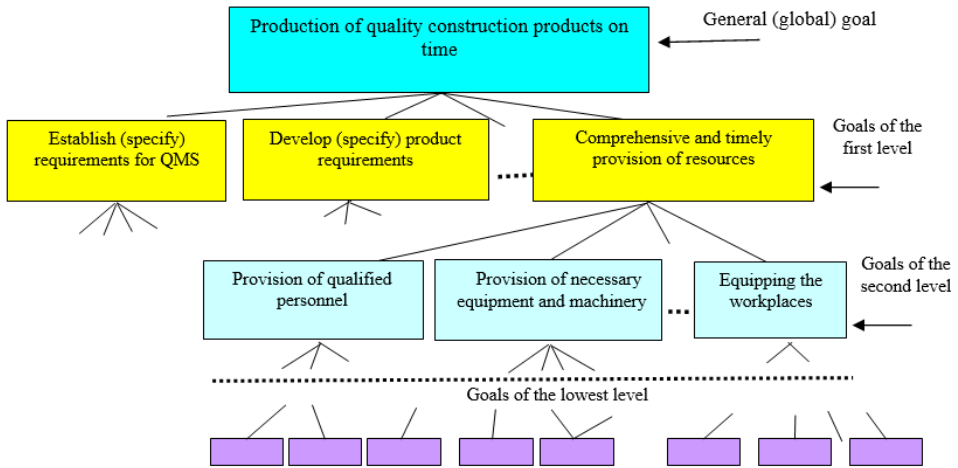 Production of quality construction products on
time
General (global) goal
Establish (specify)
requirements for QMS
Develop (specify) product
requirements
Comprehensive and timely
provision of resources
Goals of the
first level
Provision of qualified
personnel
Provision of necessary
equipment and machinery
Equipping the
workplaces
Goals of the
second level
Goals of the lowest level